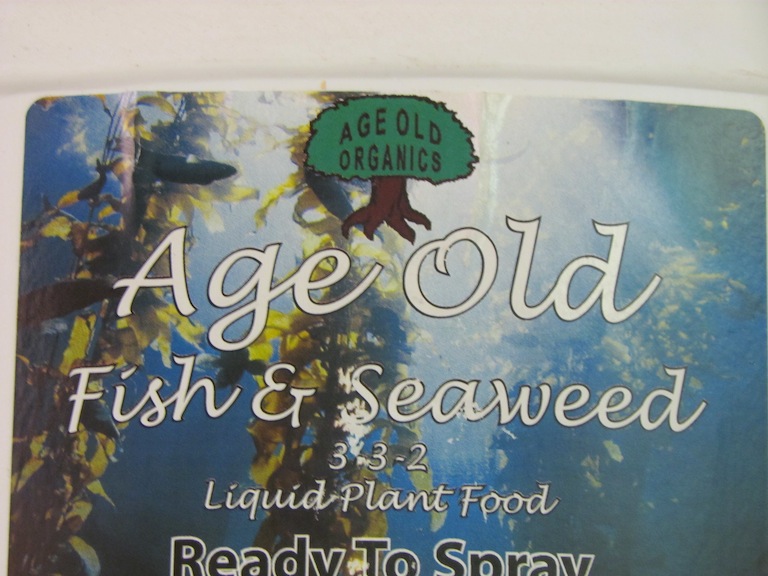 AGE OLD
ORGANICS
Age Old
Fish & Seaweed
3-3-2
Liquid Plant Food
Ready To Spray